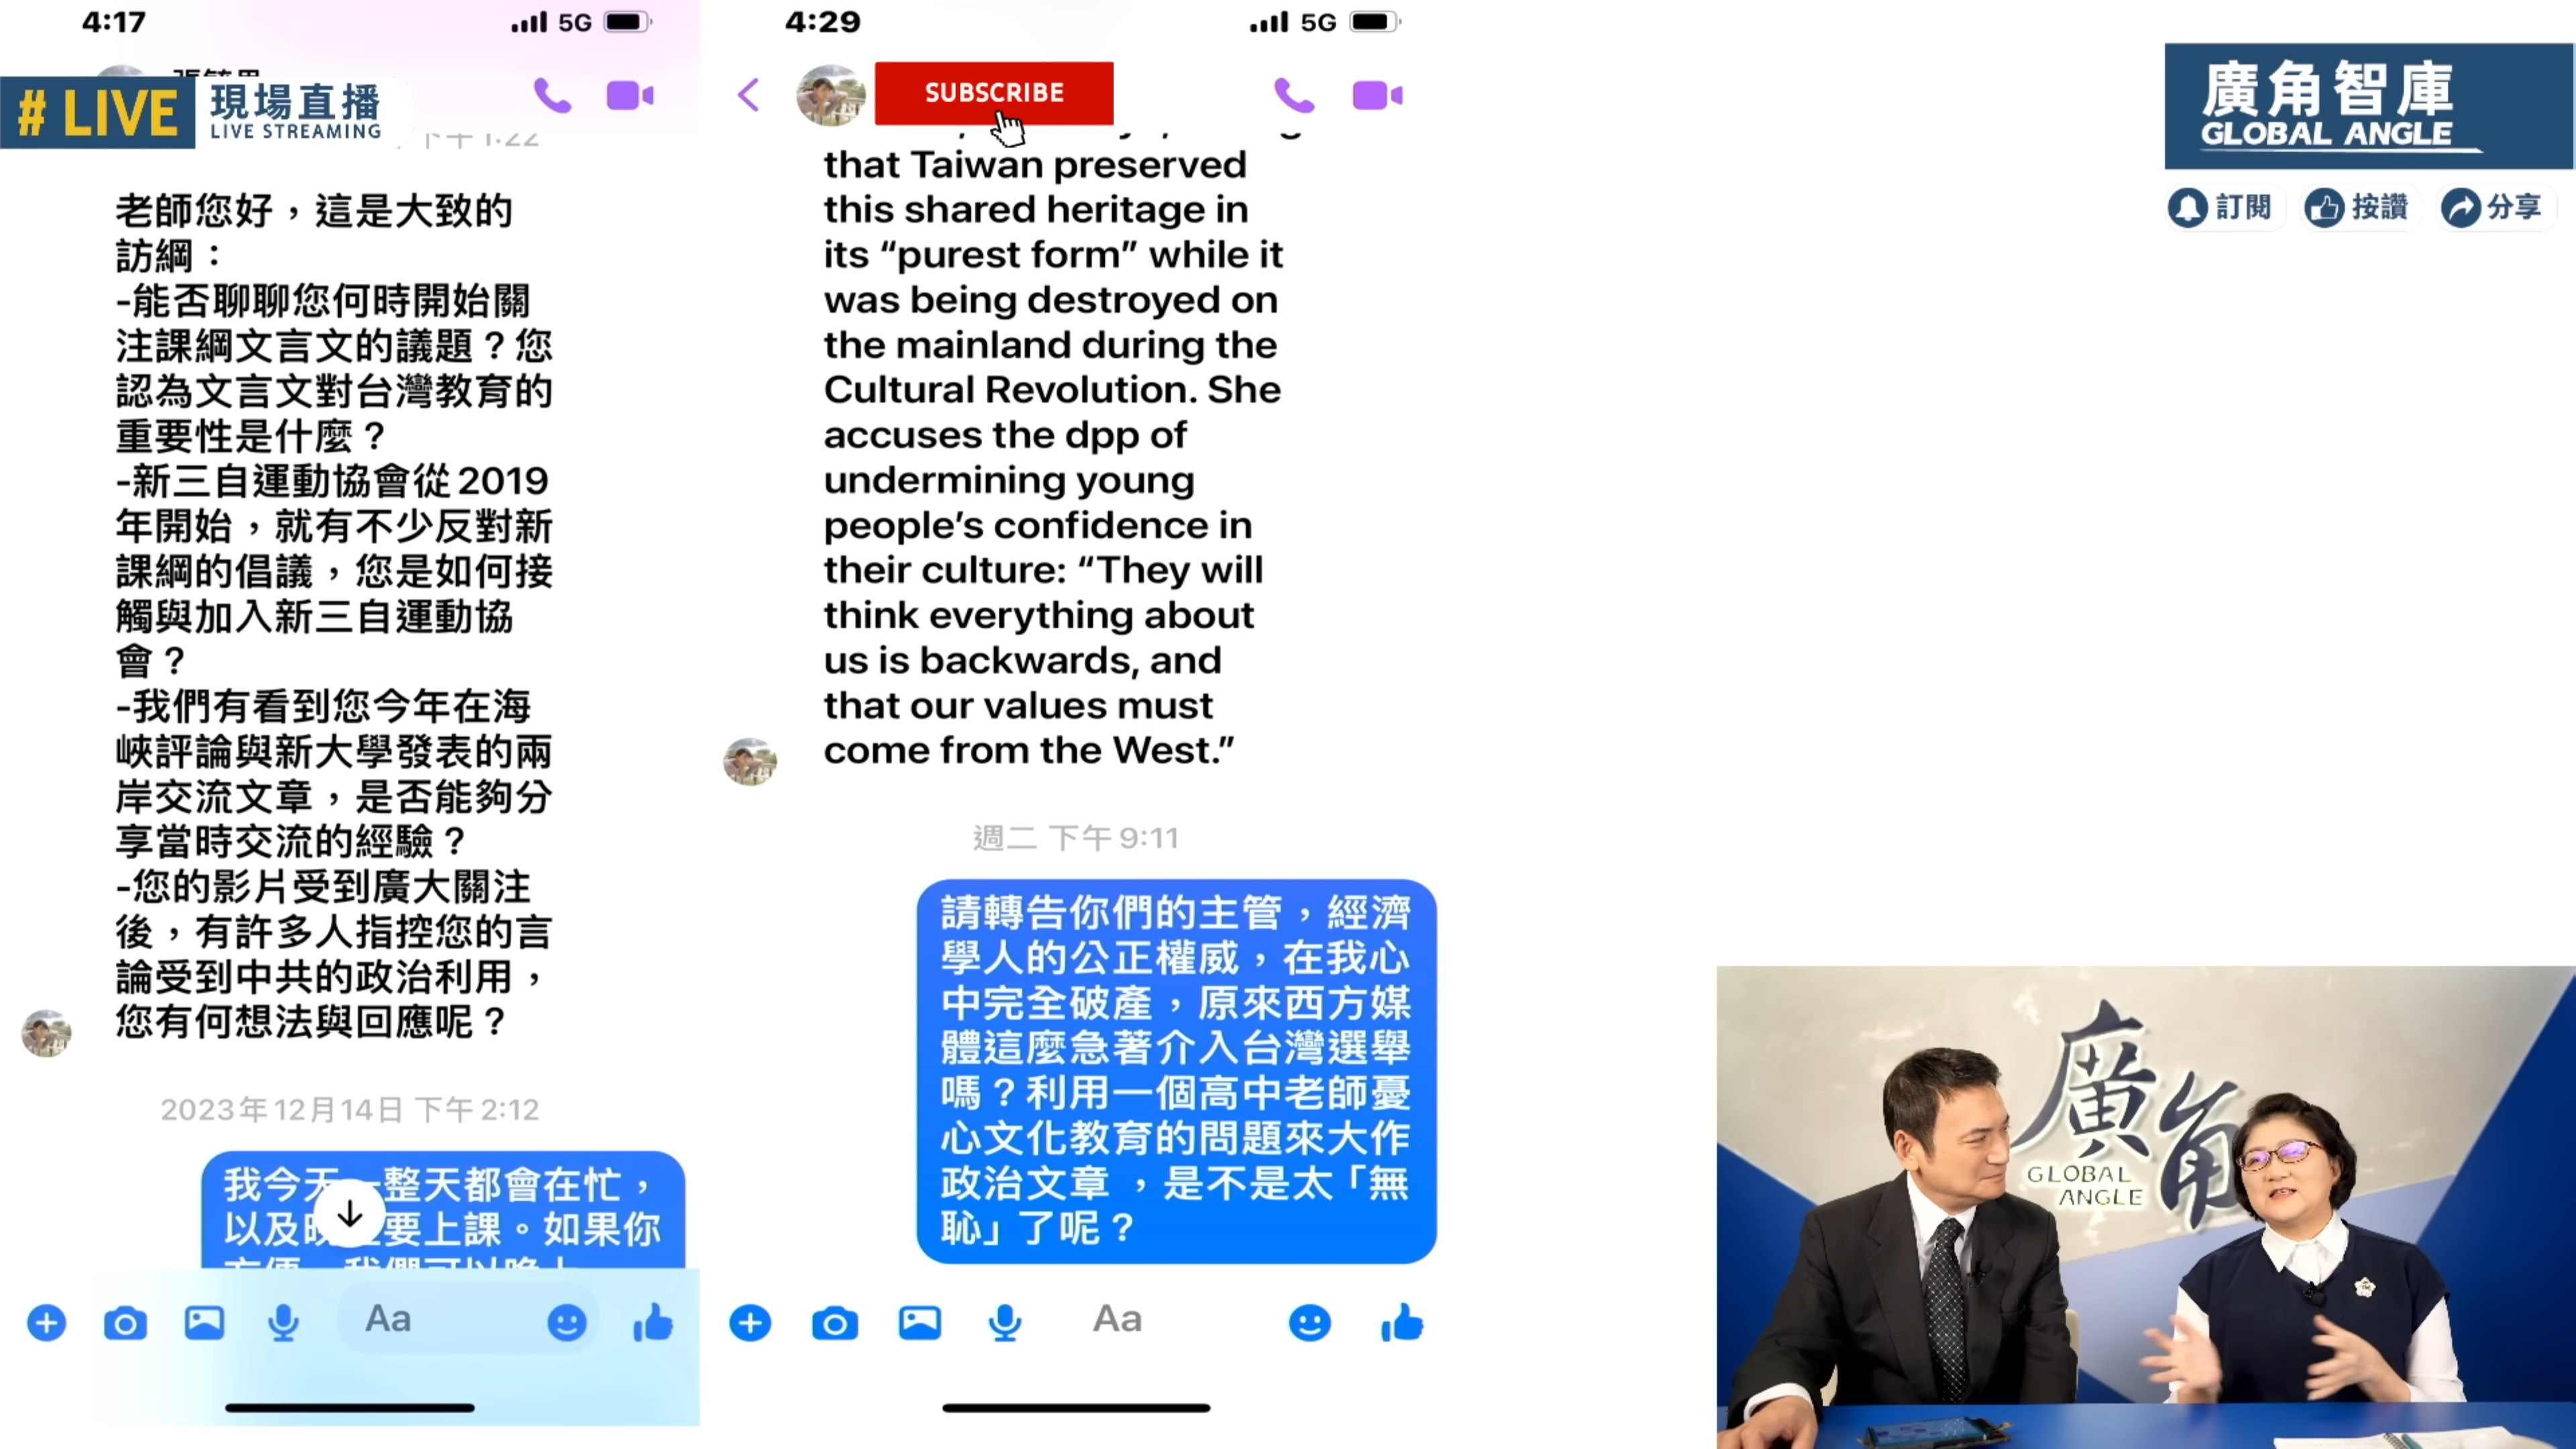 4:17
5G
# LIVE
現場直播
LIVE STREAMING
下午 1:22
老師您好，這是大致的
訪綱：
-能否聊聊您何時開始關
注課綱文言文的議題？您
認為文言文對台灣教育的
重要性是什麼？
-新三自運動協會從2019
年開始，就有不少反對新
課綱的倡議，您是如何接
觸與加入新三自運動協
會？
-我們有看到您今年在海
峽評論與新大學發表的兩
岸交流文章，是否能夠分
享當時交流的經驗？
-您的影片受到廣大關注
後，有許多人指控您的言
論受到中共的政治利用，
您有何想法與回應呢？
2023年12月14日 下午 2:12
我今天一整天都會在忙，
以及 要上課。如果你
方便，我們可以晚上
Aa
4:29
5G
SUBSCRIBE
that Taiwan preserved
this shared heritage in
its “purest form” while it
was being destroyed on
the mainland during the
Cultural Revolution. She
accuses the dpp of
undermining young
people’s confidence in
their culture: “They will
think everything about
us is backwards, and
that our values must
come from the West.”
週二 下午 9:11
請轉告你們的主管，經濟
學人的公正權威，在我心
中完全破產，原來西方媒
體這麼急著介入台灣選舉
嗎？利用一個高中老師憂
心文化教育的問題來大作
政治文章 ，是不是太「無
恥」了呢？
Aa
廣角智庫
GLOBAL ANGLE
訂閱
按讚
分享
廣角
GLOBAL
ANGLE